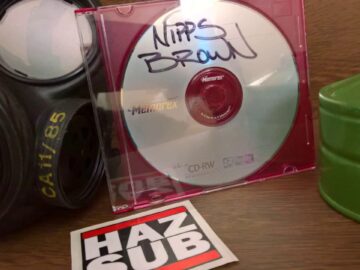 NIPPS
BROWN
Memorex
Memorex
CD-RW
CA11/85
HAZ
SUB